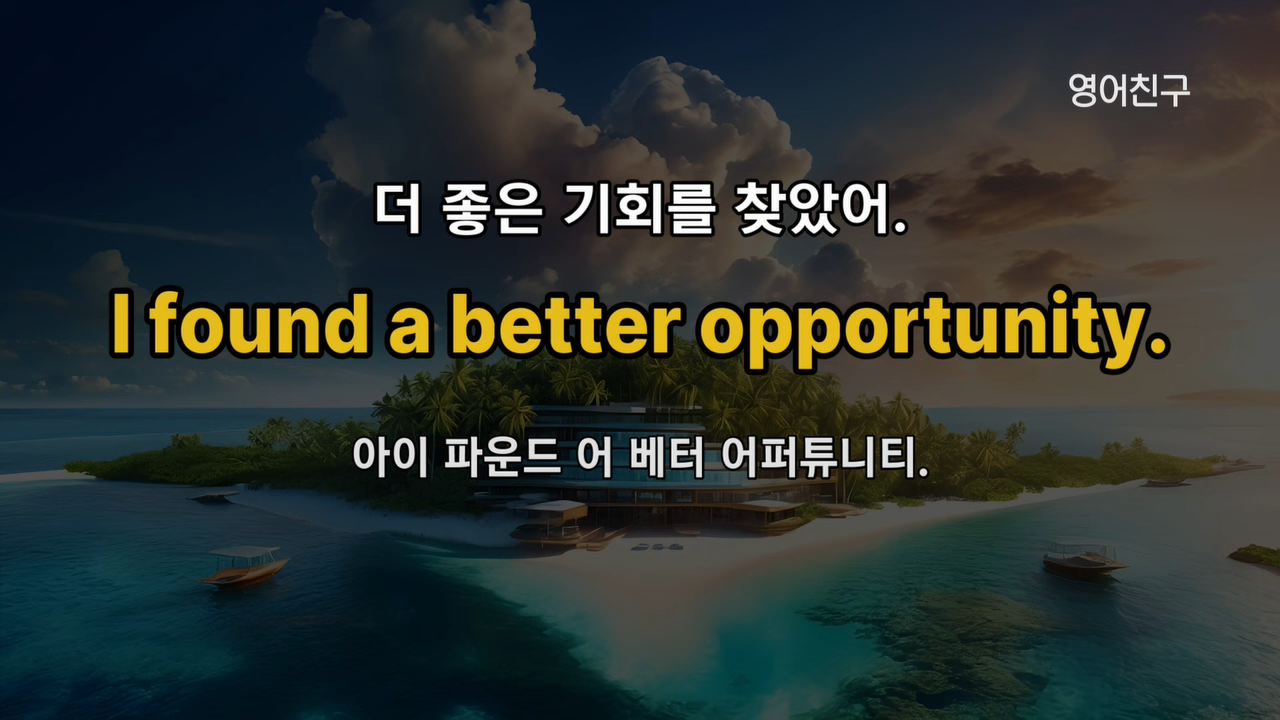 영어친구
더 좋은 기회를 찾았어.
I found a better opportunity.
아이 파운드 어 베터 어퍼튜니티.